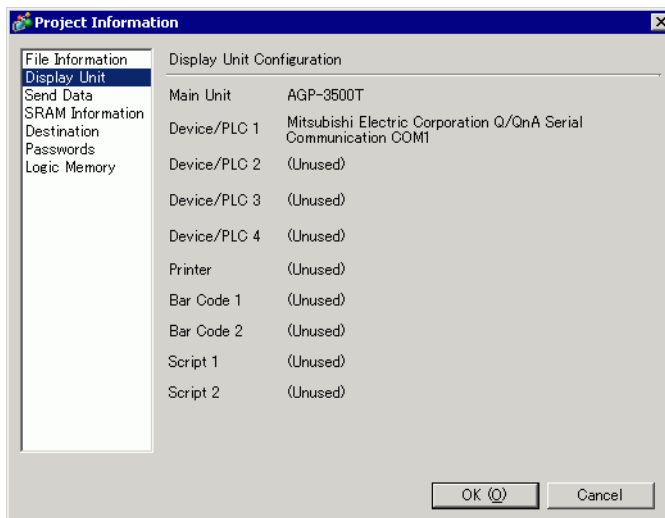 Project Information
File Information
Display Unit
Send Data
SRAM Information
Destination
Passwords
Logic Memory
Display Unit Configuration
Main Unit AGP-3500T
Device/PLC 1 Mitsubishi Electric Corporation Q/QnA Serial
Communication COM1
Device/PLC 2 (Unused)
Device/PLC 3 (Unused)
Device/PLC 4 (Unused)
Printer (Unused)
Bar Code 1 (Unused)
Bar Code 2 (Unused)
Script 1 (Unused)
Script 2 (Unused)
OK (O) Cancel